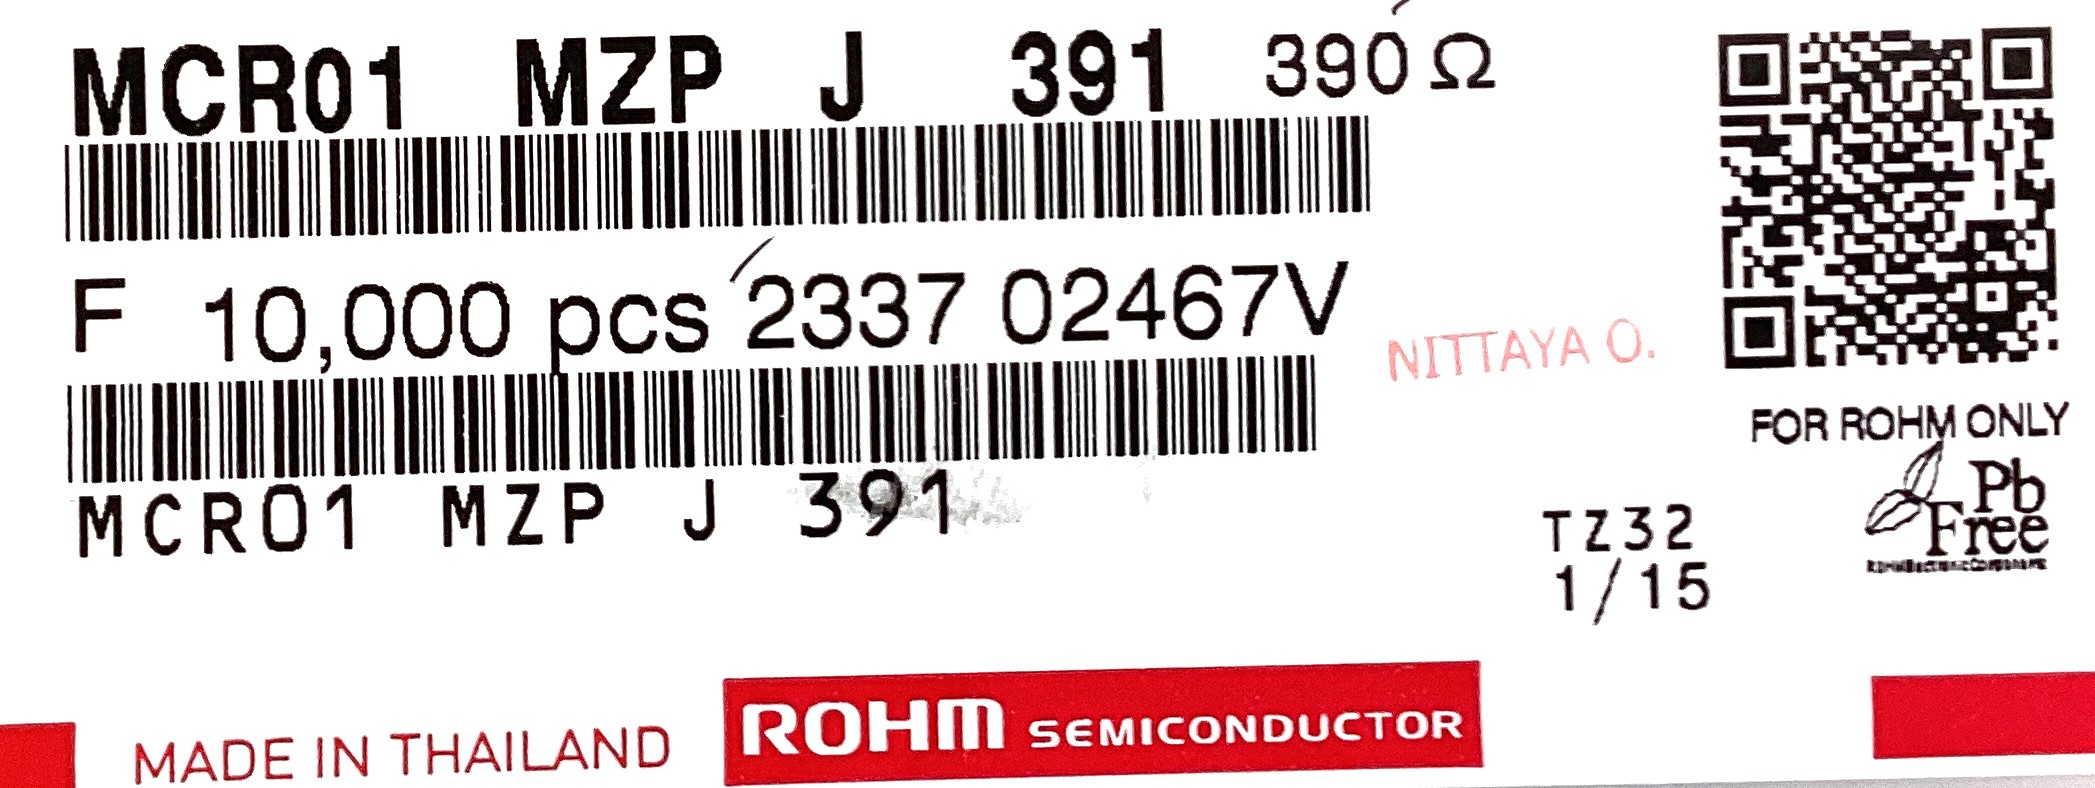 MCR01 MZP J 391 390Ω
F 10,000 pcs 2337 02467V
NITTAYA O.
FOR ROHM ONLY
MCR01 MZP J 391
Pb
Free
TZ32
1/15
MADE IN THAILAND
ROHM SEMICONDUCTOR